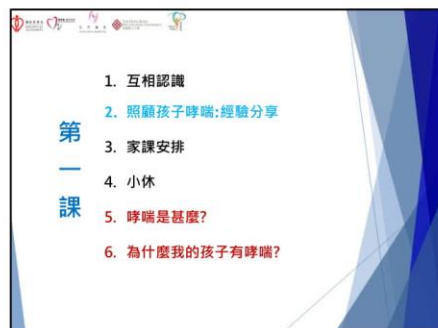 第一課
1. 互相認識
2. 照顧孩子哮喘:經驗分享
3. 家課安排
4. 小休
5. 哮喘是甚麼?
6. 為什麼我的孩子有哮喘?